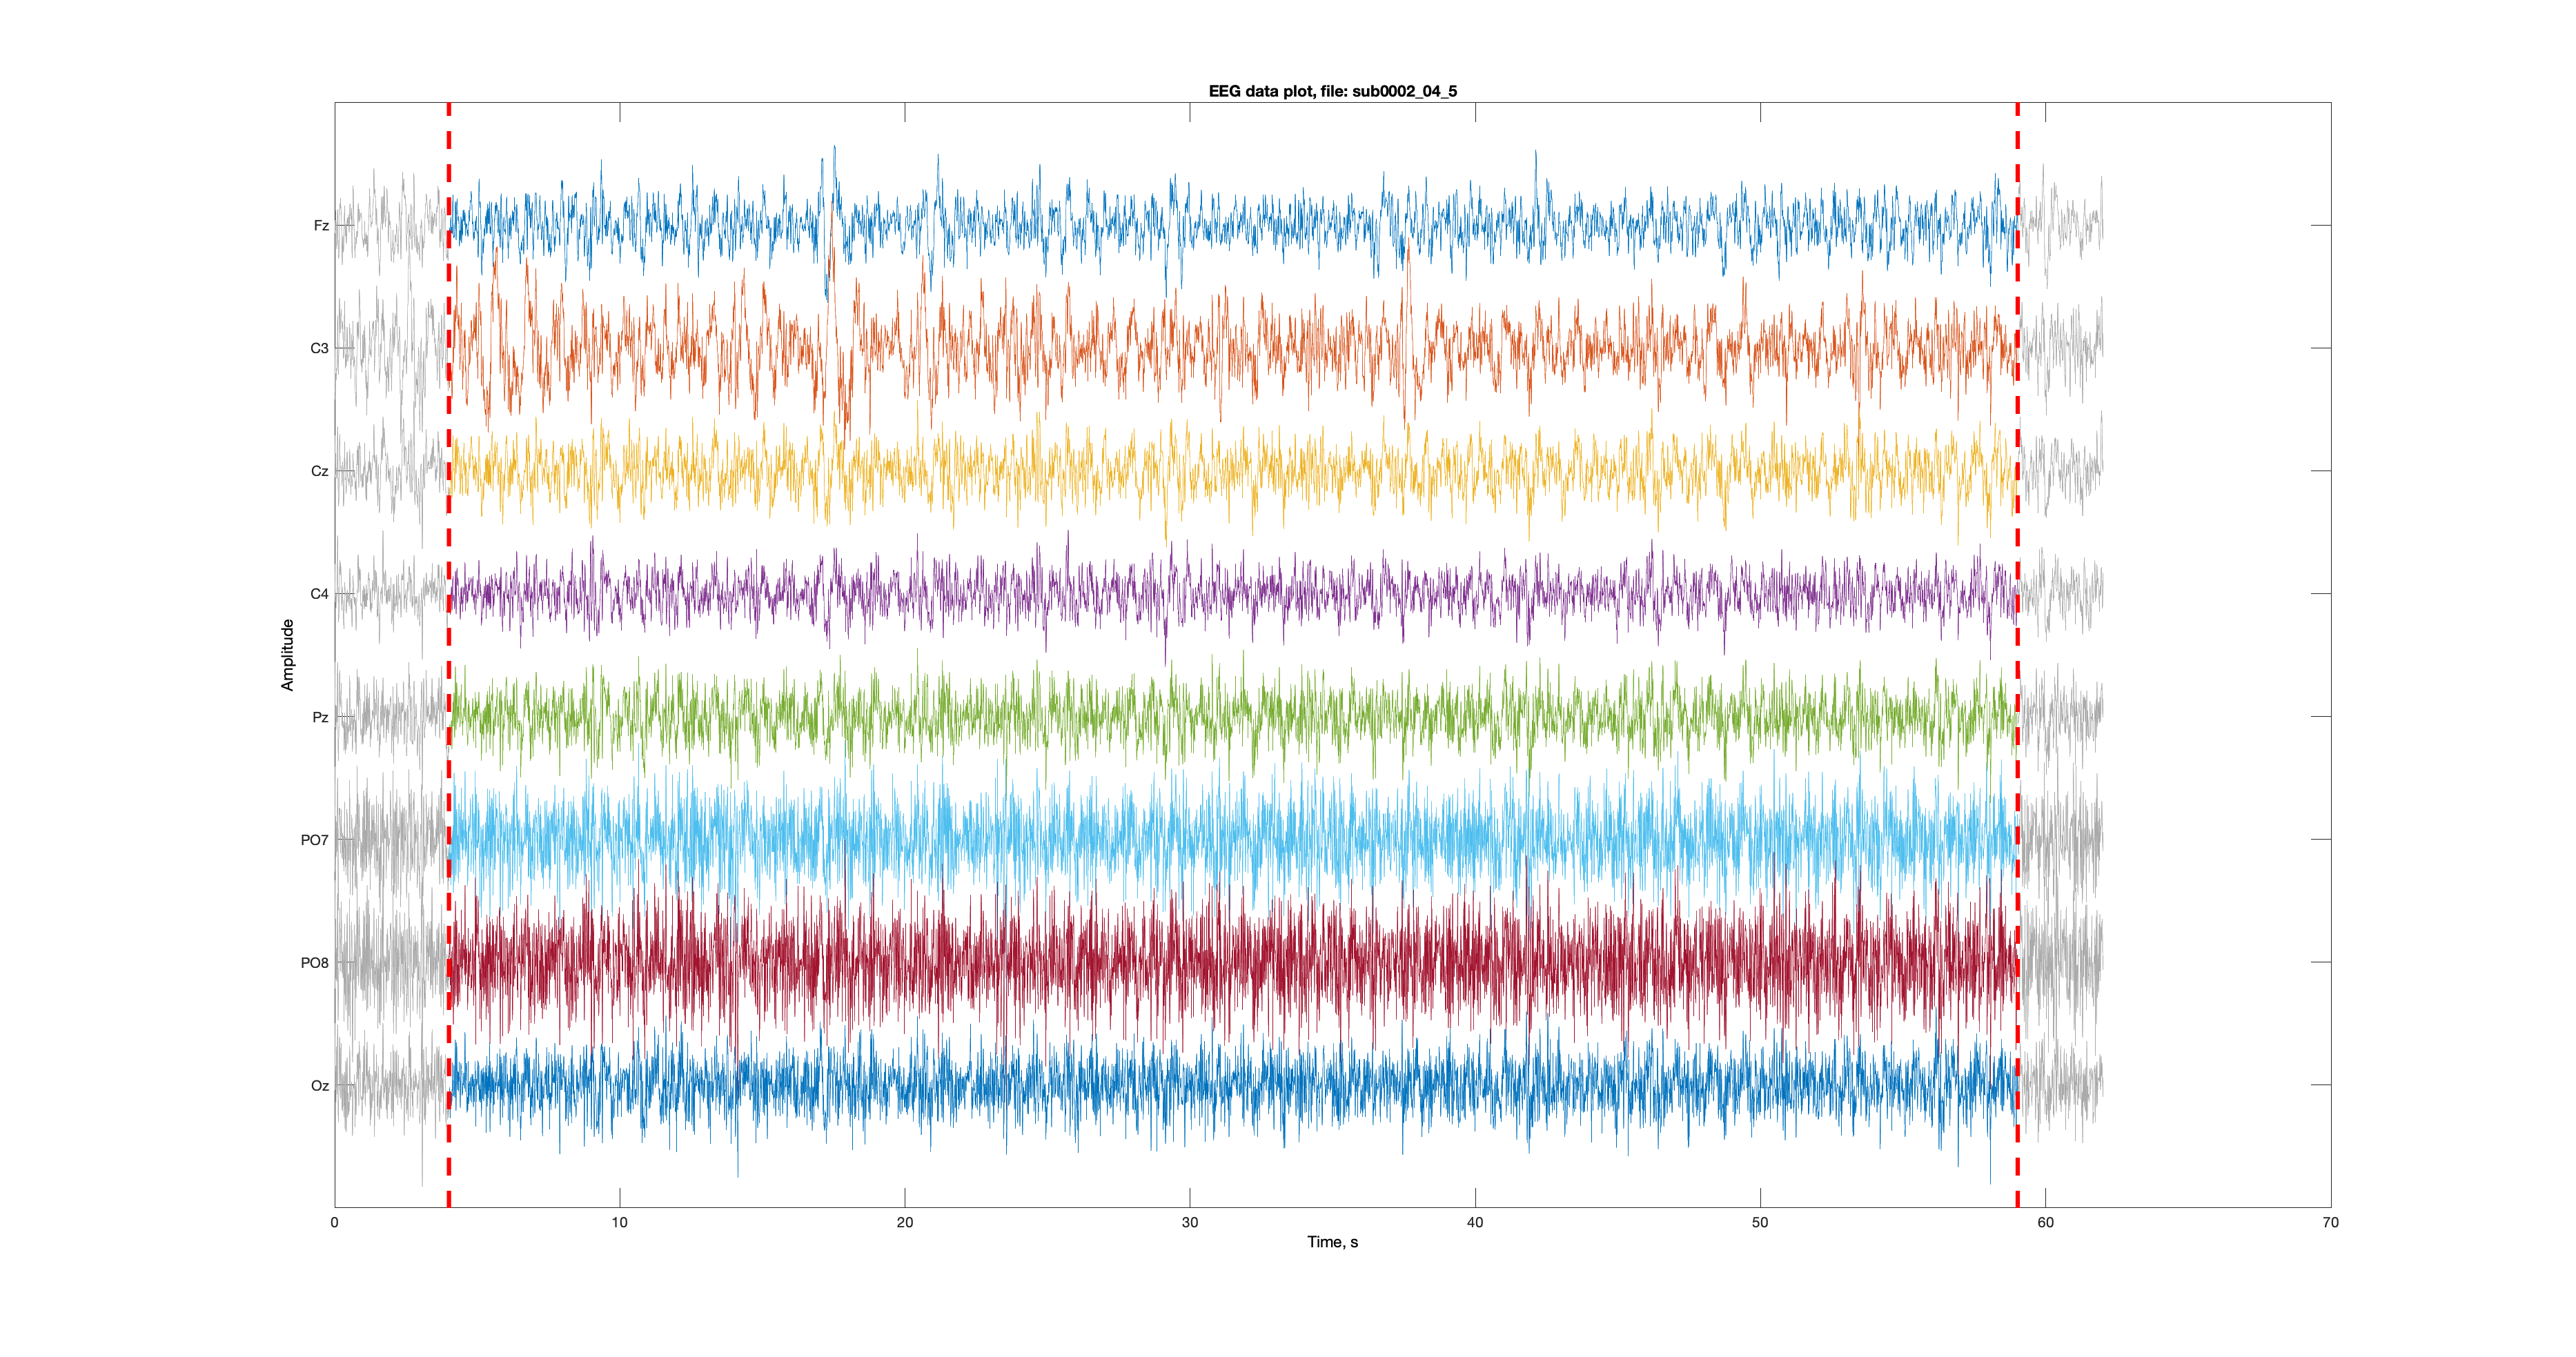 EEG data plot, file: sub0002_04_5
Fz
C3
Cz
C4
Pz
PO7
PO8
Oz
Amplitude
0 10 20 30 40 50 60 70
Time, s